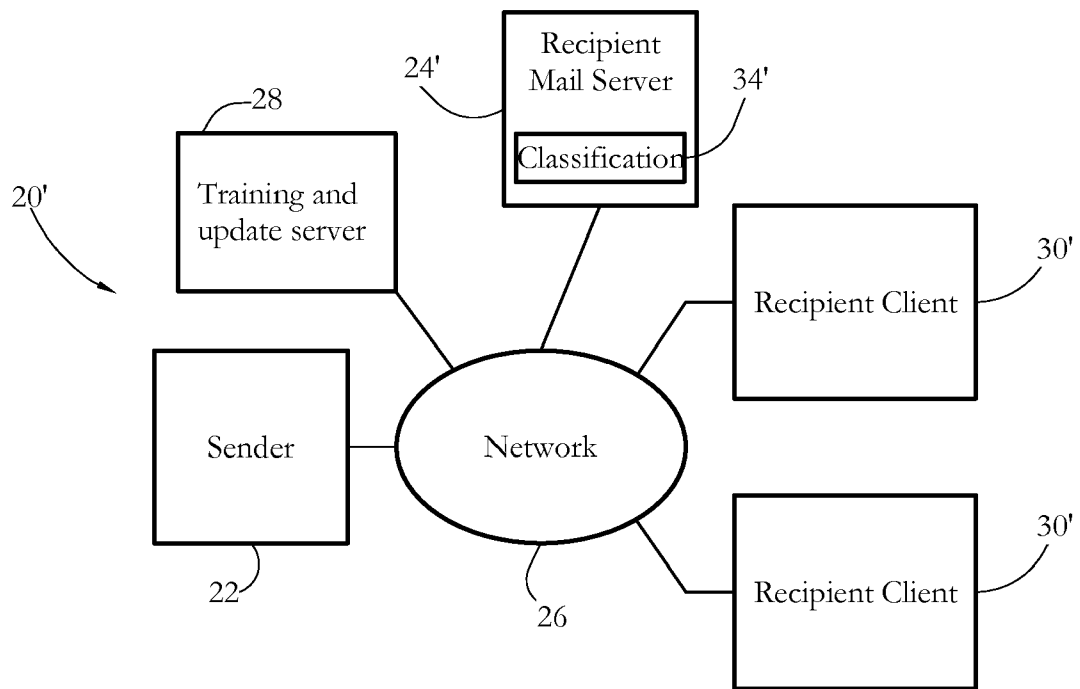 Recipient
Mail Server
24'
34'
Classification
28
Training and
update server
20'
30'
Recipient Client
Sender
Network
22
26
30'
Recipient Client